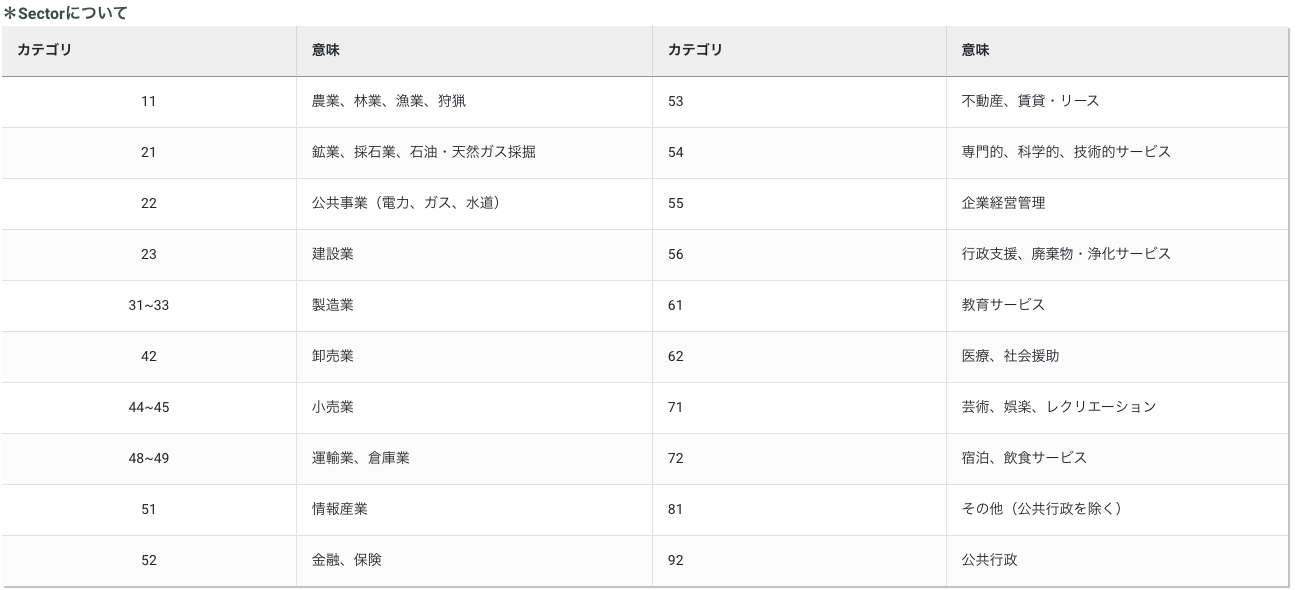 ＊Sectorについて
カテゴリ 意味 カテゴリ 意味
11 農業、林業、漁業、狩猟 53 不動産、賃貸・リース
21 鉱業、採石業、石油・天然ガス採掘 54 専門的、科学的、技術的サービス
22 公共事業（電力、ガス、水道） 55 企業経営管理
23 建設業 56 行政支援、廃棄物・浄化サービス
31~33 製造業 61 教育サービス
42 卸売業 62 医療、社会援助
44~45 小売業 71 芸術、娯楽、レクリエーション
48~49 運輸業、倉庫業 72 宿泊、飲食サービス
51 情報産業 81 その他（公共行政を除く）
52 金融、保険 92 公共行政